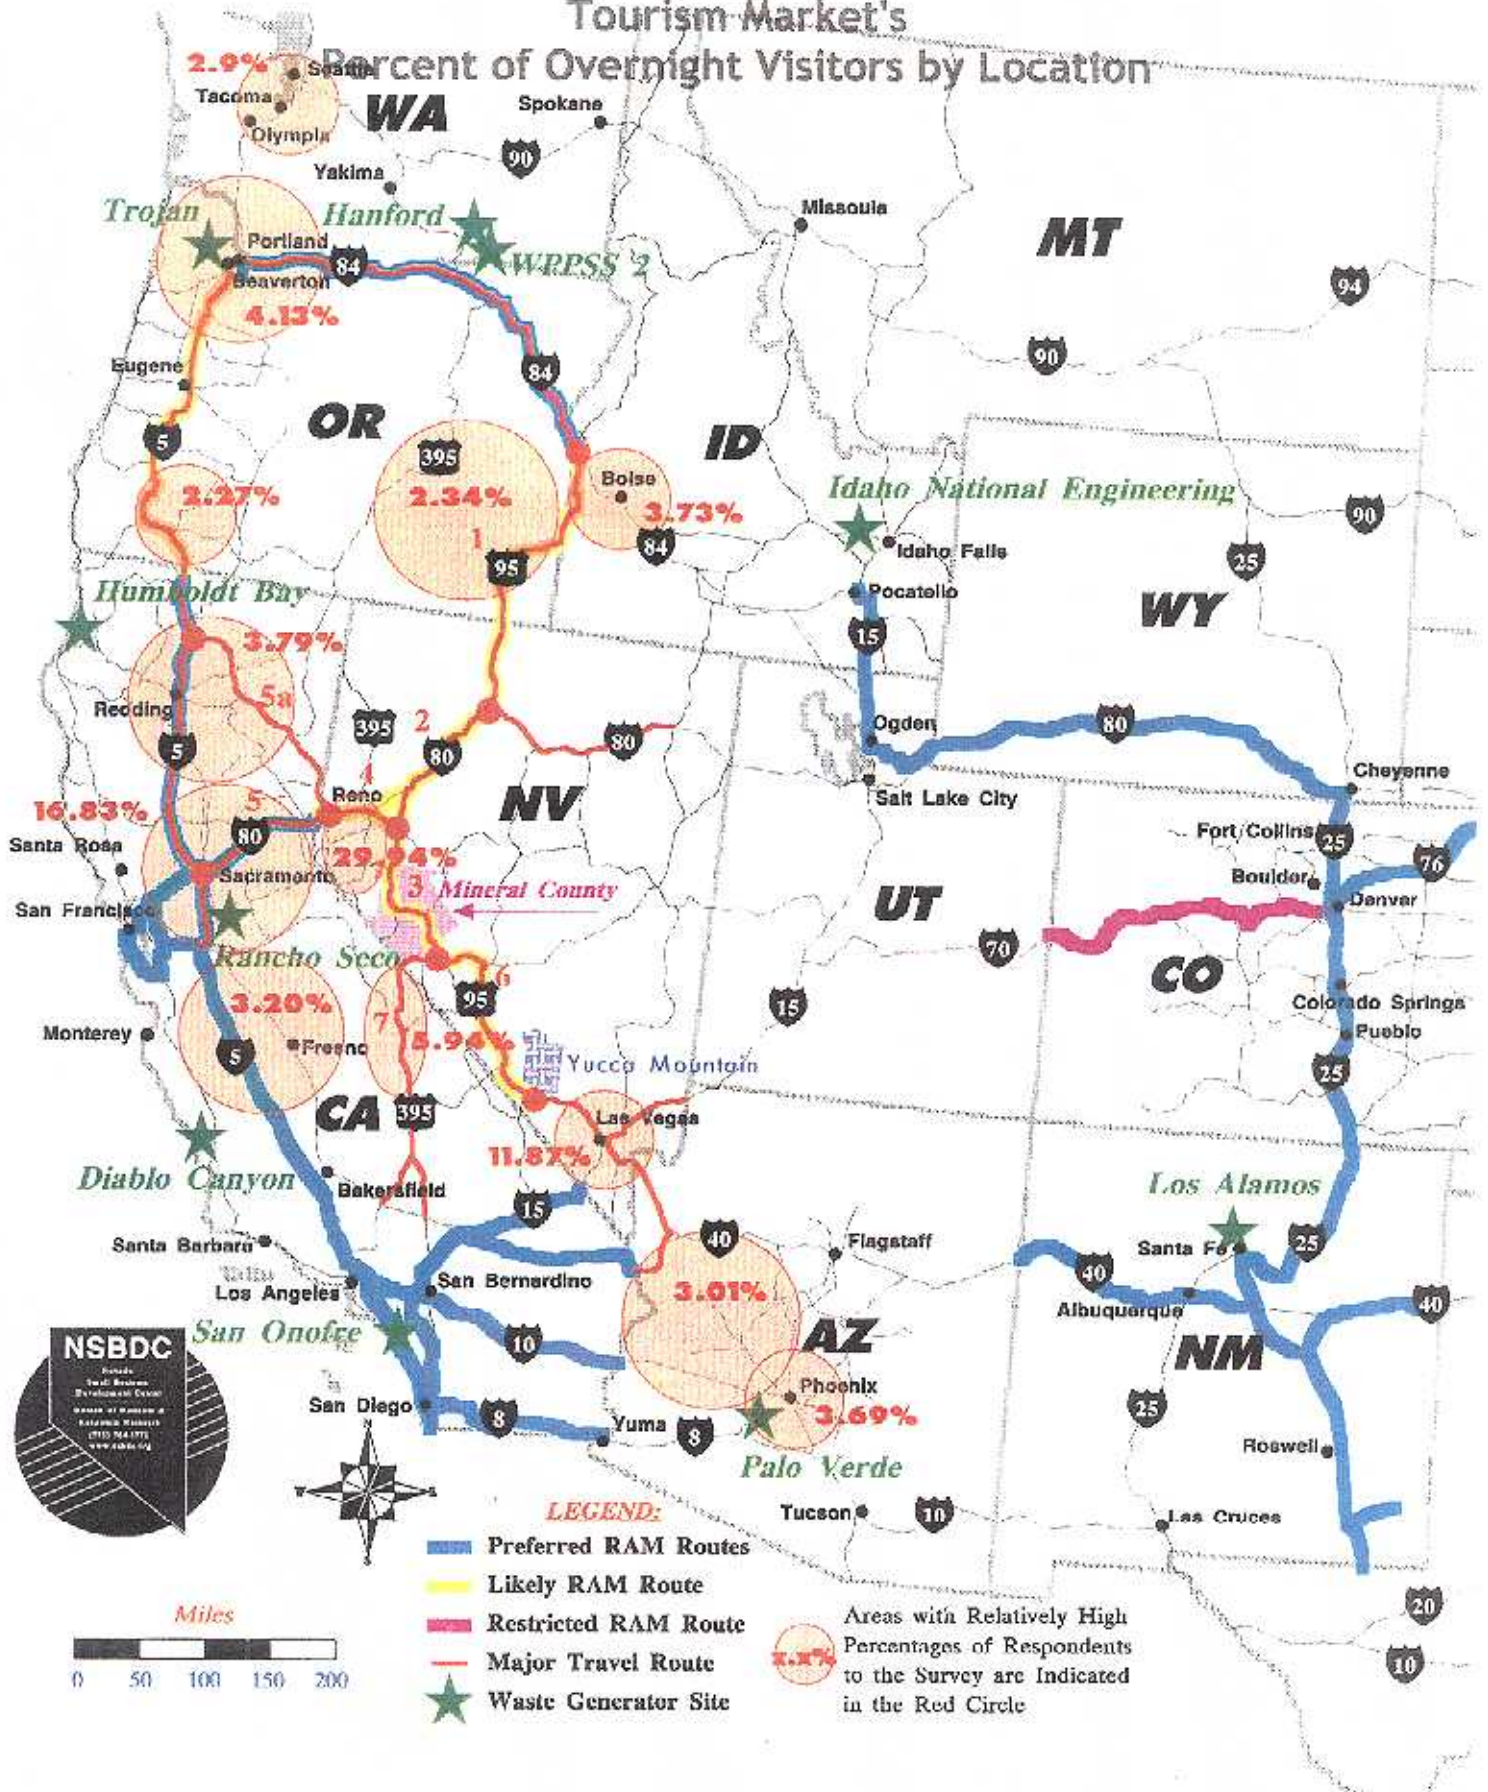 Tourism Market's
Percent of Overnight Visitors by Location
2.9%
Seattle
Tacoma
Olympia
WA
Spokane
90
Yakima
Trojan
Hanford
Missoula
MT
Portland
84
WPPSS 2
Beaverton
4.13%
94
90
Eugene
84
OR
5
395
ID
2.27%
2.34%
Boise
3.73%
Idaho National Engineering
90
1
84
95
Idaho Falls
25
Humboldt Bay
Pocatello
WY
15
3.79%
5a
Redding
395
2
Ogden
80
5
80
80
4
Cheyenne
Reno
NV
Salt Lake City
16.83%
5
80
Fort Collins
25
76
Santa Rosa
29.94%
Sacramento
3
Mineral County
Boulder
Denver
San Francisco
UT
Rancho Seco
70
CO
6
95
3.20%
15
Colorado Springs
7
Monterey
5
Fresno
5.94%
Pueblo
Yucca Mountain
25
CA
395
Las Vegas
11.87%
Diablo Canyon
Bakersfield
Los Alamos
15
Santa Barbara
40
Flagstaff
Santa Fe
25
Los Angeles
San Bernardino
3.01%
40
Albuquerque
40
San Onofre
10
AZ
NM
NSBDC
Nevada
Small Business
Development Center
www.nsbdc.org
San Diego
8
Yuma
8
Phoenix
3.69%
25
Palo Verde
Roswell
Tucson
10
Las Cruces
N
LEGEND:
Preferred RAM Routes
Likely RAM Route
Restricted RAM Route
Major Travel Route
Waste Generator Site
x.x%
Areas with Relatively High
Percentages of Respondents
to the Survey are Indicated
in the Red Circle
20
10
Miles
0 50 100 150 200